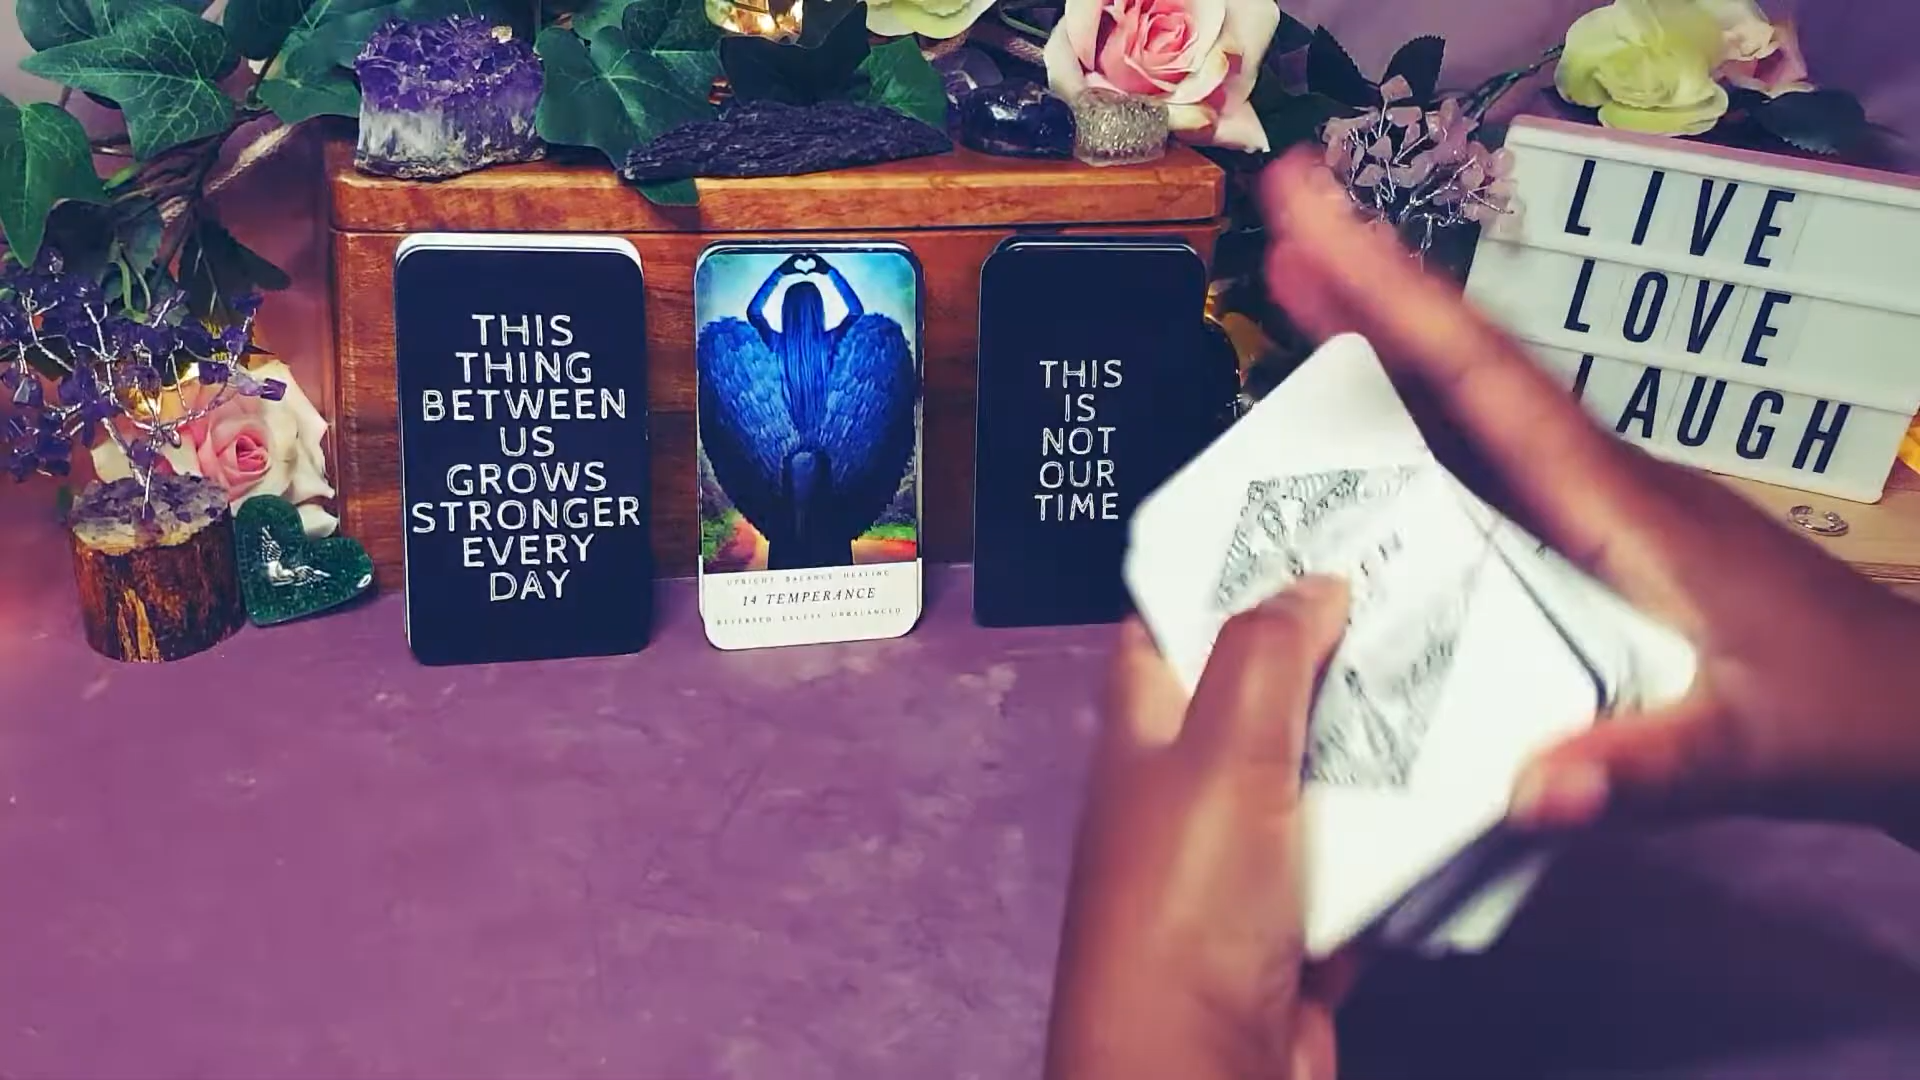 THIS
THING
BETWEEN
US
GROWS
STRONGER
EVERY
DAY
UPRIGHT BALANCE HEALING
14 TEMPERANCE
REVERSED EXCESS UNBALANCED
THIS
IS
NOT
OUR
TIME
LIVE
LOVE
LAUGH